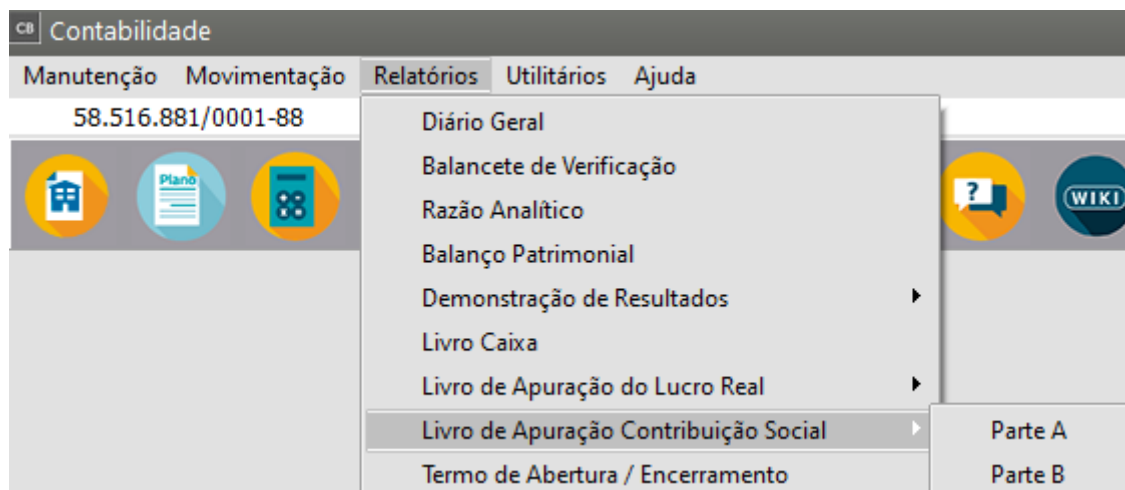 CB Contabilidade
Manutenção Movimentação Relatórios Utilitários Ajuda
58.516.881/0001-88
Plano
?
WIKI
Diário Geral
Balancete de Verificação
Razão Analítico
Balanço Patrimonial
Demonstração de Resultados
Livro Caixa
Livro de Apuração do Lucro Real
Livro de Apuração Contribuição Social
Parte A
Termo de Abertura / Encerramento
Parte B